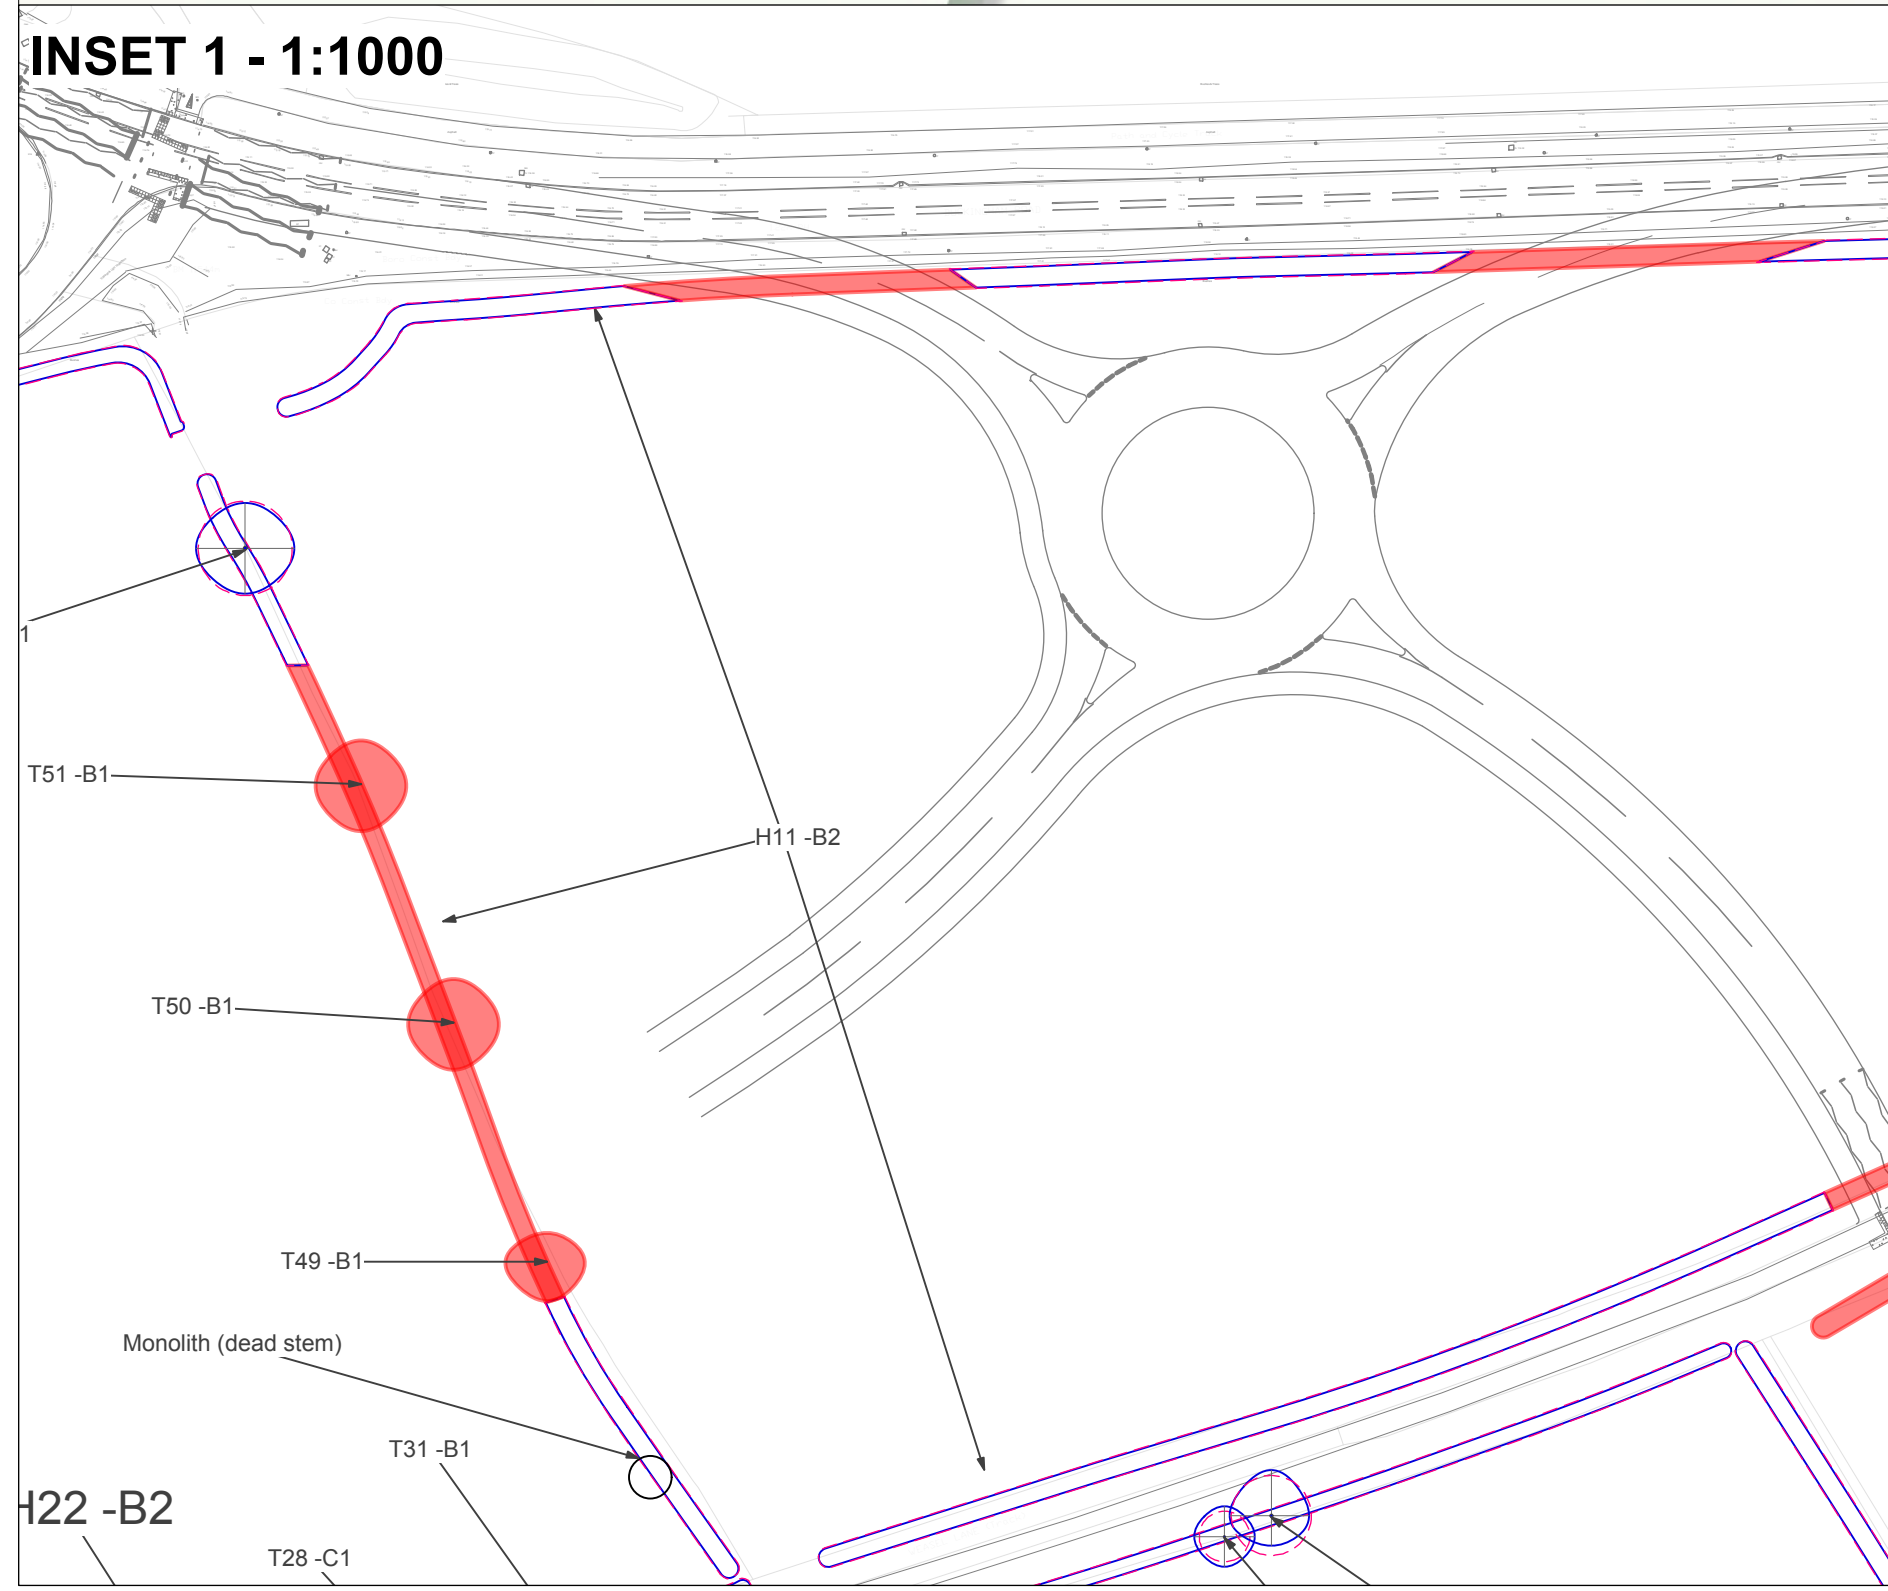 INSET 1 - 1:1000
1
T51 -B1
H11 -B2
T50 -B1
T49 -B1
Monolith (dead stem)
T31 -B1
H22 -B2
T28 -C1